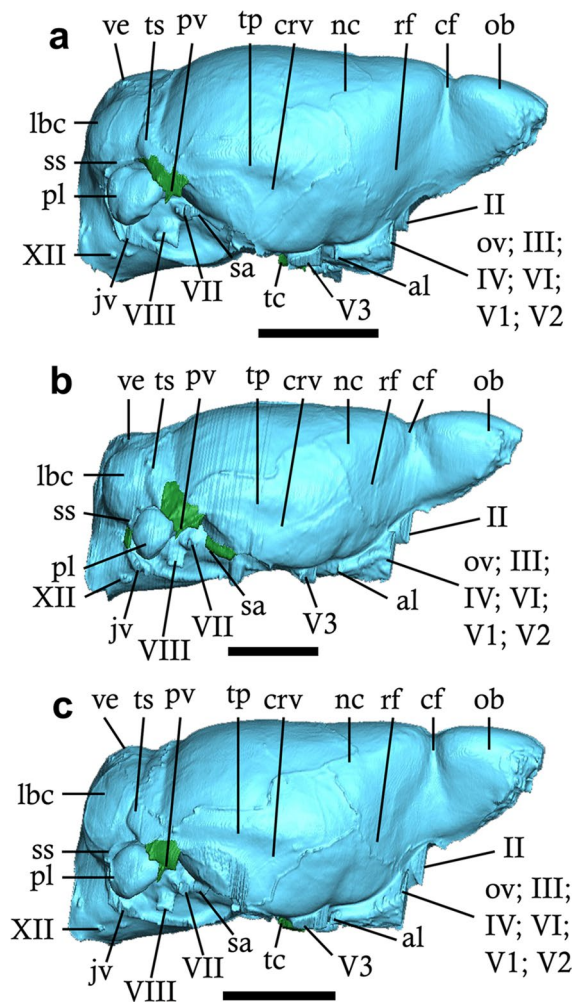 a
ve ts pv tp crv nc rf cf ob
lbc
ss
pl
XII
jv
VIII
VII
sa
tc
V3
al
II
ov; III;
IV; VI;
V1; V2
b
ve ts pv tp crv nc rf cf ob
lbc
ss
pl
XII
jv
VIII
VII
sa
V3
al
II
ov; III;
IV; VI;
V1; V2
c
ve ts pv tp crv nc rf cf ob
lbc
ss
pl
XII
jv
VIII
VII
sa
tc
V3
al
II
ov; III;
IV; VI;
V1; V2